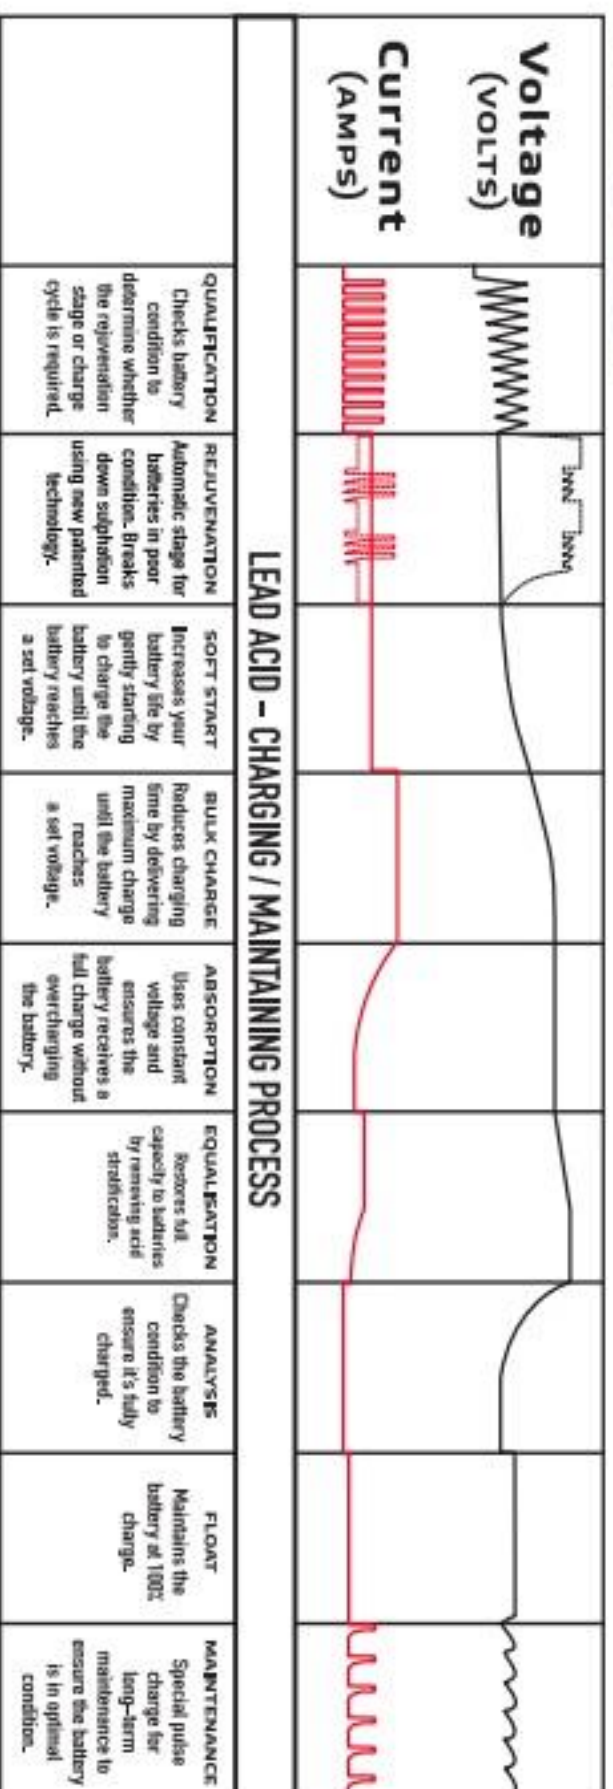 Voltage
(VOLTS)
Current
(AMPS)
LEAD ACID – CHARGING / MAINTAINING PROCESS
QUALIFICATION
Checks battery
condition to
determine whether
the rejuvenation
stage or charge
cycle is required.
REJUVENATION
Automatic stage for
batteries in poor
condition. Breaks
down sulphation
using new patented
technology.
SOFT START
Increases your
battery life by
gently starting
to charge the
battery until the
battery reaches
a set voltage.
BULK CHARGE
Reduces charging
time by delivering
maximum charge
until the battery
reaches
a set voltage.
ABSORPTION
Uses constant
voltage and
ensures the
battery receives a
full charge without
overcharging
the battery.
EQUALISATION
Restores full
capacity to batteries
by removing acid
stratification.
ANALYSIS
Checks the battery
condition to
ensure it's fully
charged.
FLOAT
Maintains the
battery at 100%
charge.
MAINTENANCE
Special pulse
charge for
long-term
maintenance to
ensure the battery
is in optimal
condition.